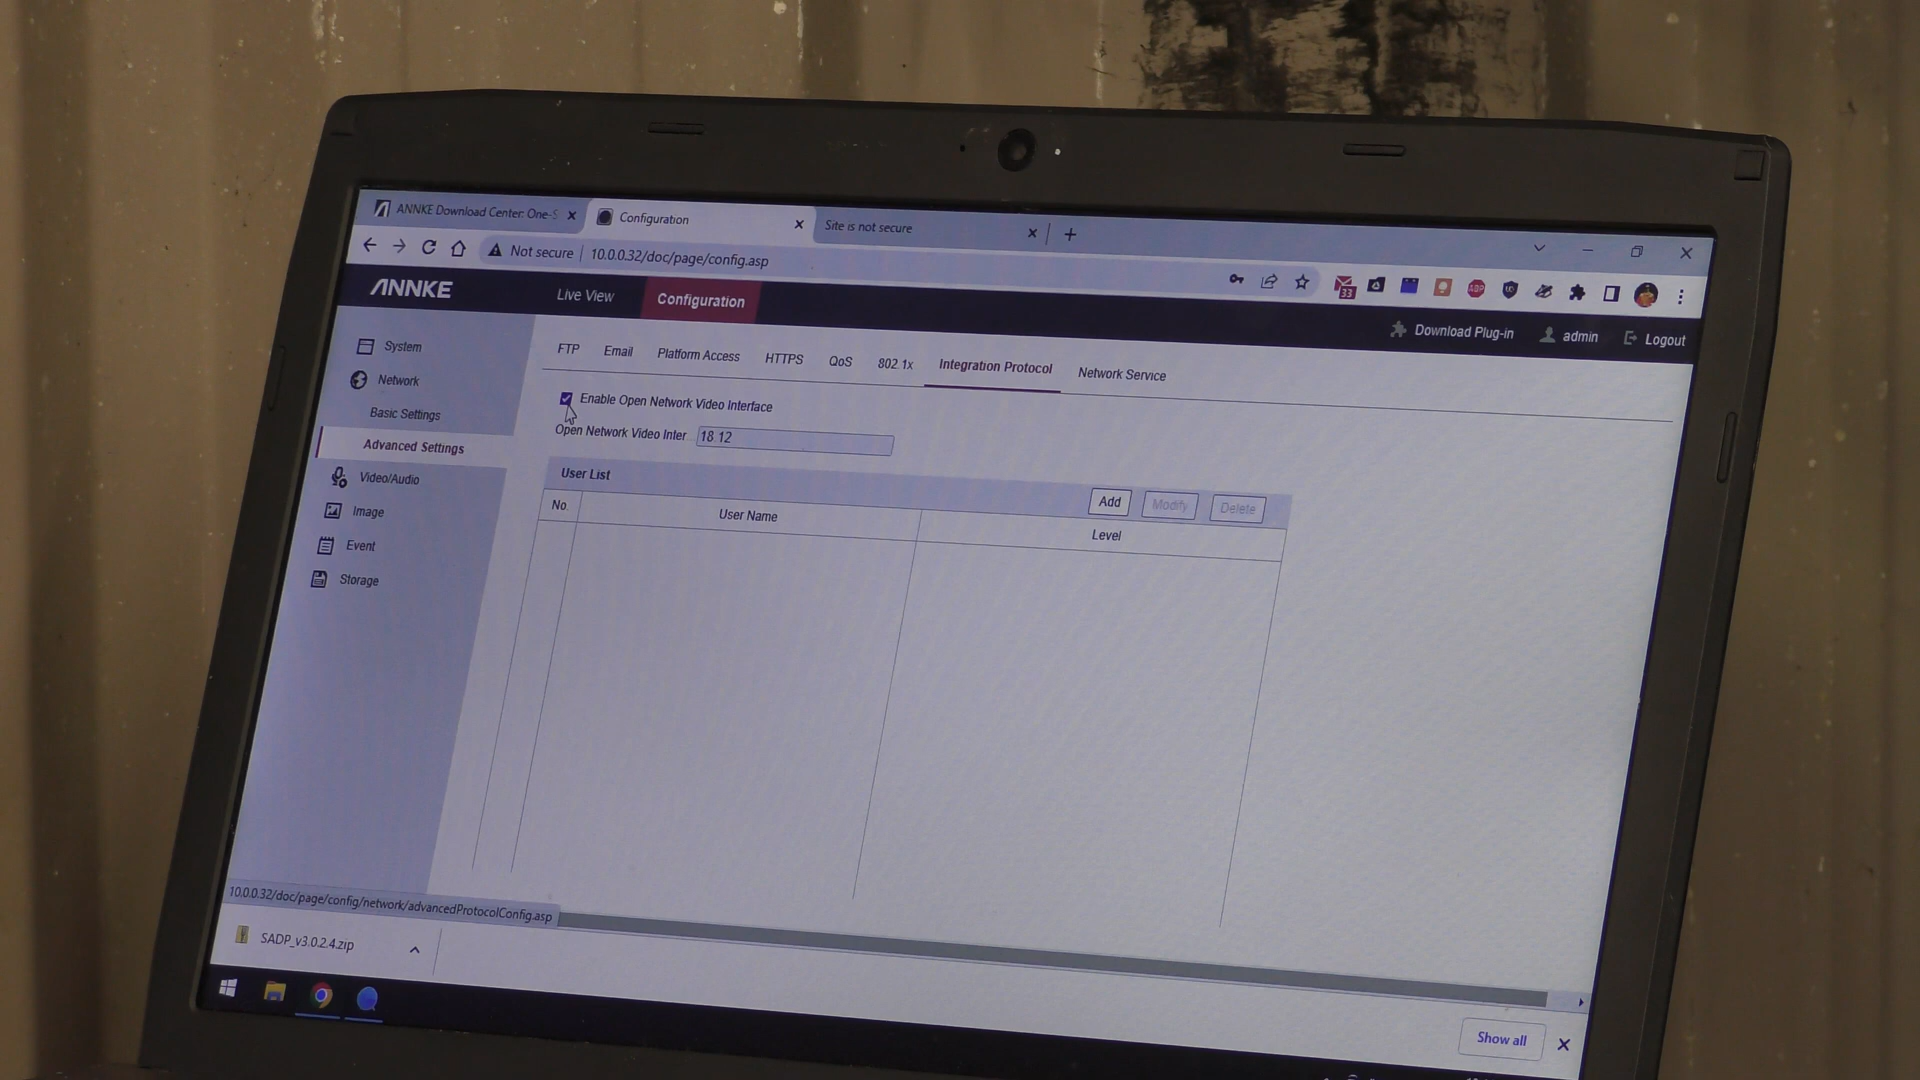 ANNKE Download Center: One-S
Configuration
Site is not secure
Not secure
10.0.0.32/doc/page/config.asp
33
ABP
ANNKE
Live View
Configuration
Download Plug-in
admin
Logout
System
Network
Basic Settings
Advanced Settings
Video/Audio
Image
Event
Storage
FTP
Email
Platform Access
HTTPS
QoS
802.1x
Integration Protocol
Network Service
Enable Open Network Video Interface
Open Network Video Inter
18.12
User List
Add
Modify
Delete
No.
User Name
Level
10.0.0.32/doc/page/config/network/advancedProtocolConfig.asp
SADP_v3.0.2.4.zip
Show all